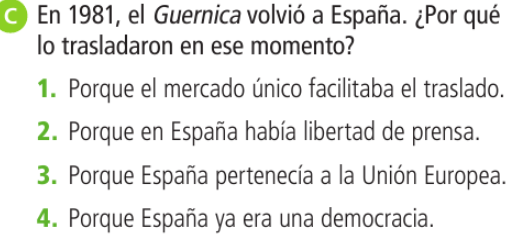 C En 1981, el Guernica volvió a España. ¿Por qué
lo trasladaron en ese momento?
1. Porque el mercado único facilitaba el traslado.
2. Porque en España había libertad de prensa.
3. Porque España pertenecía a la Unión Europea.
4. Porque España ya era una democracia.